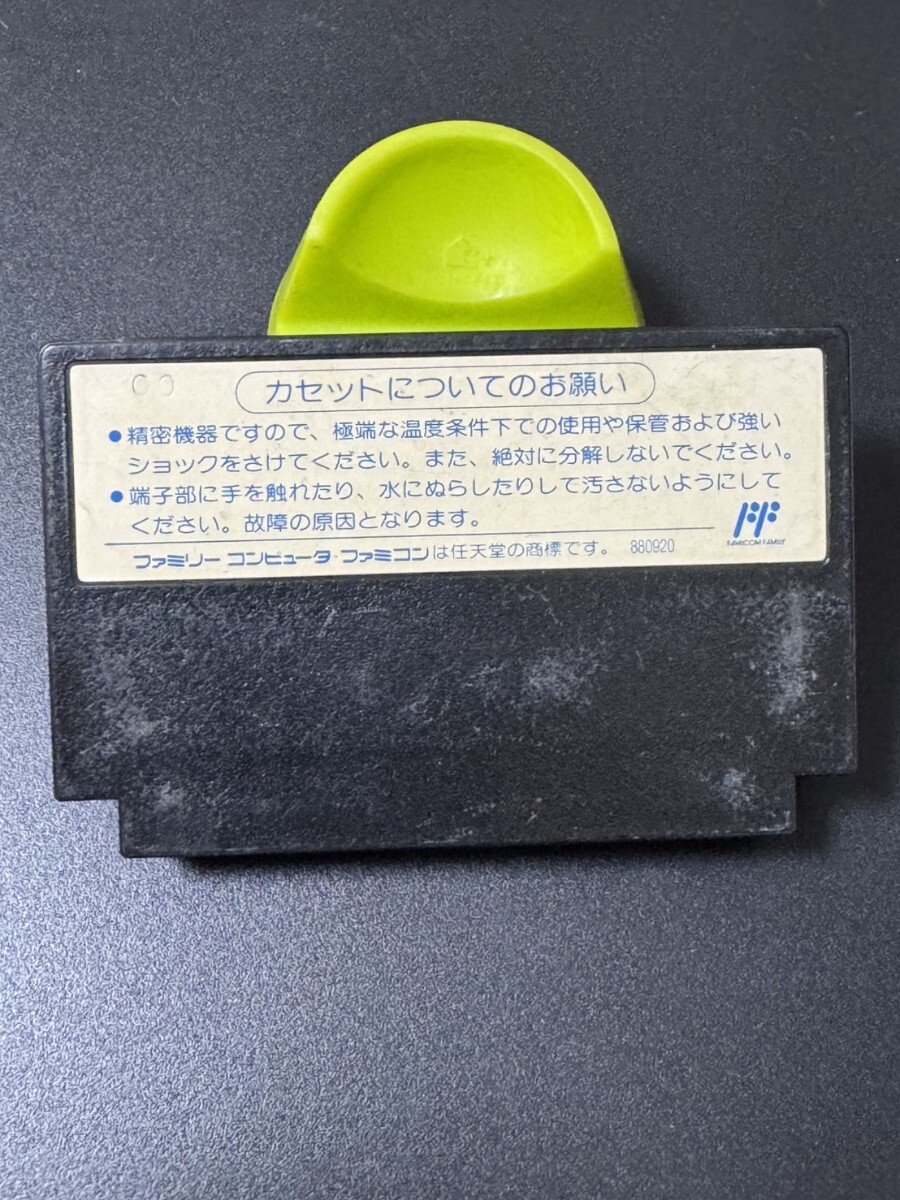 カセットについてのお願い
●精密機器ですので、極端な温度条件下での使用や保管および強い
ショックをさけてください。また、絶対に分解しないでください。
●端子部に手を触れたり、水にぬらしたりして汚さないようにして
ください。故障の原因となります。
FAMICOM FAMILY
ファミリー コンピュータ・ファミコンは任天堂の商標です。 880920